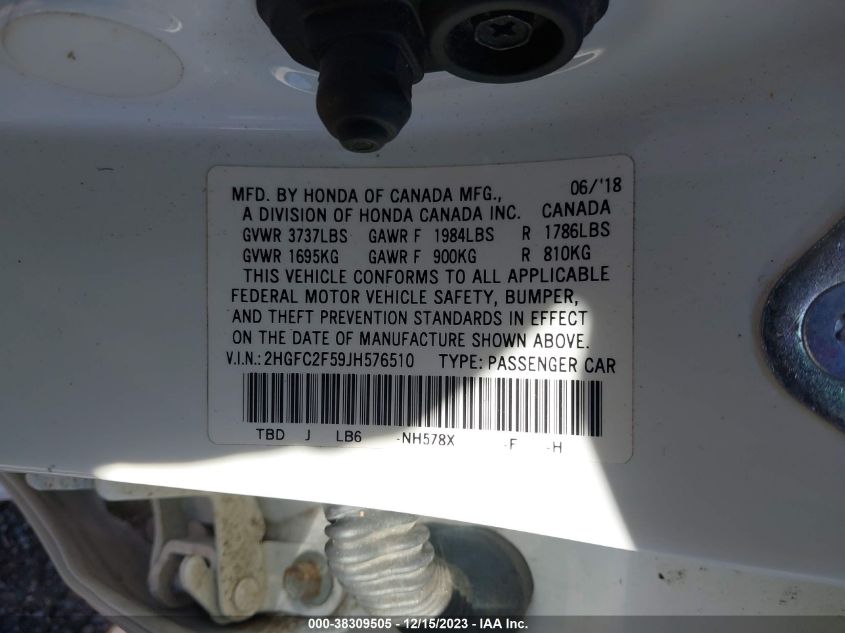 MFD. BY HONDA OF CANADA MFG., 06/'18
A DIVISION OF HONDA CANADA INC. CANADA
GVWR 3737LBS GAWR F 1984LBS R 1786LBS
GVWR 1695KG GAWR F 900KG R 810KG
THIS VEHICLE CONFORMS TO ALL APPLICABLE
FEDERAL MOTOR VEHICLE SAFETY, BUMPER,
AND THEFT PREVENTION STANDARDS IN EFFECT
ON THE DATE OF MANUFACTURE SHOWN ABOVE.
V.I.N.: 2HGFC2F59JH576510 TYPE: PASSENGER CAR
TBD J LB6 -NH578X -F -H
000-38309505 - 12/15/2023 - IAA Inc.